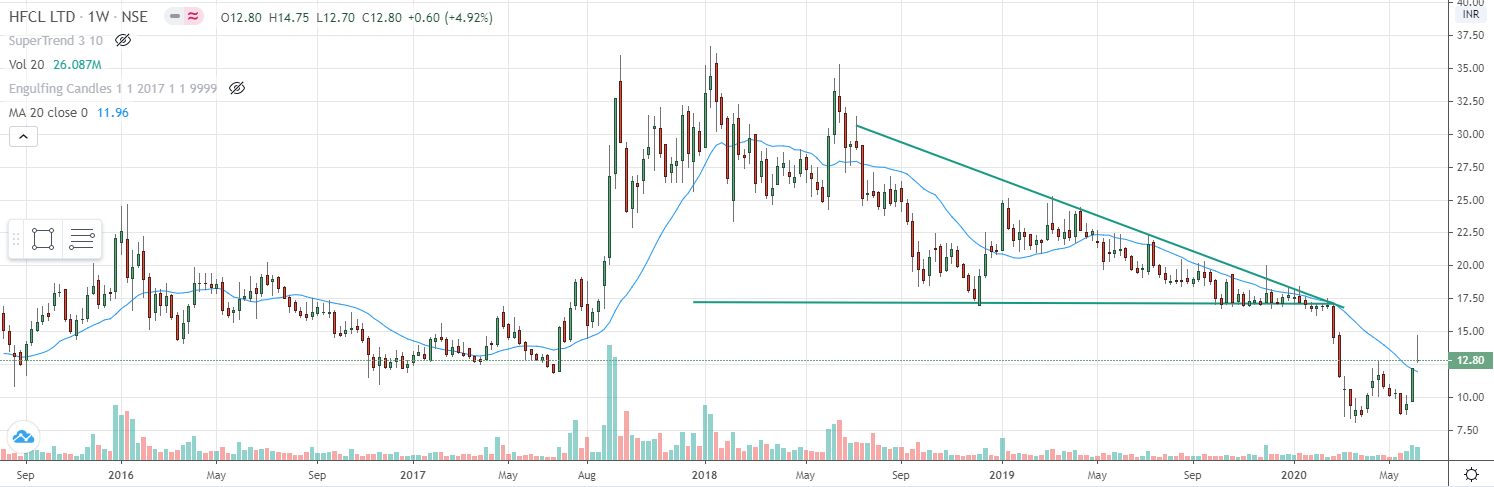 HFCL LTD · 1W · NSE O12.80 H14.75 L12.70 C12.80 +0.60 (+4.92%)
SuperTrend 3 10
Vol 20 26.087M
Engulfing Candles 1 1 2017 1 1 9999
MA 20 close 0 11.96
40.00
INR
37.50
35.00
32.50
30.00
27.50
25.00
22.50
20.00
17.50
15.00
12.80
10.00
7.50
Sep 2016 May Sep 2017 May Aug 2018 May Sep 2019 May Sep 2020 May